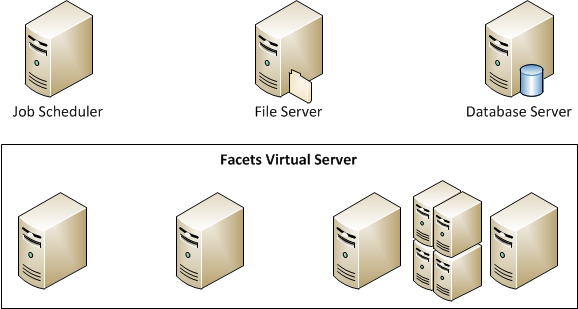 Job Scheduler
File Server
Database Server
Facets Virtual Server